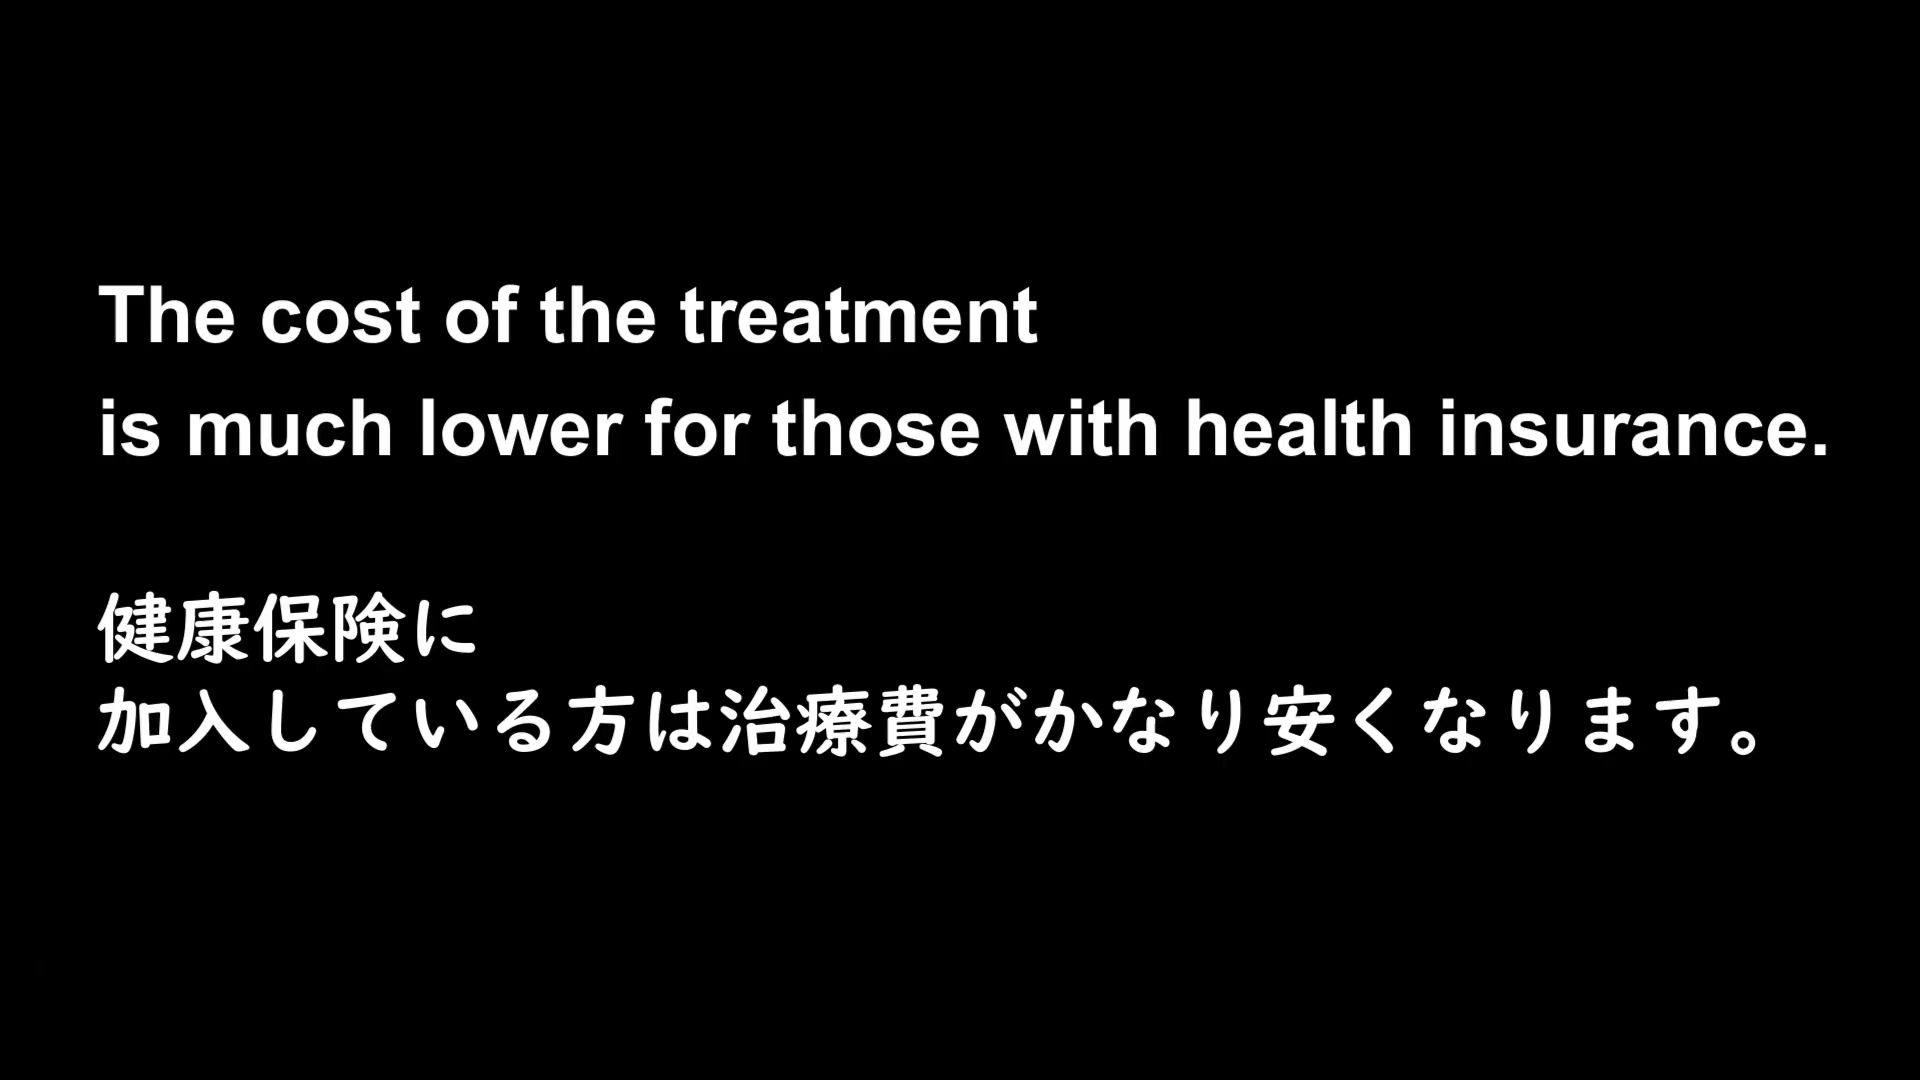 The cost of the treatment
is much lower for those with health insurance.
健康保険に
加入している方は治療費がかなり安くなります。